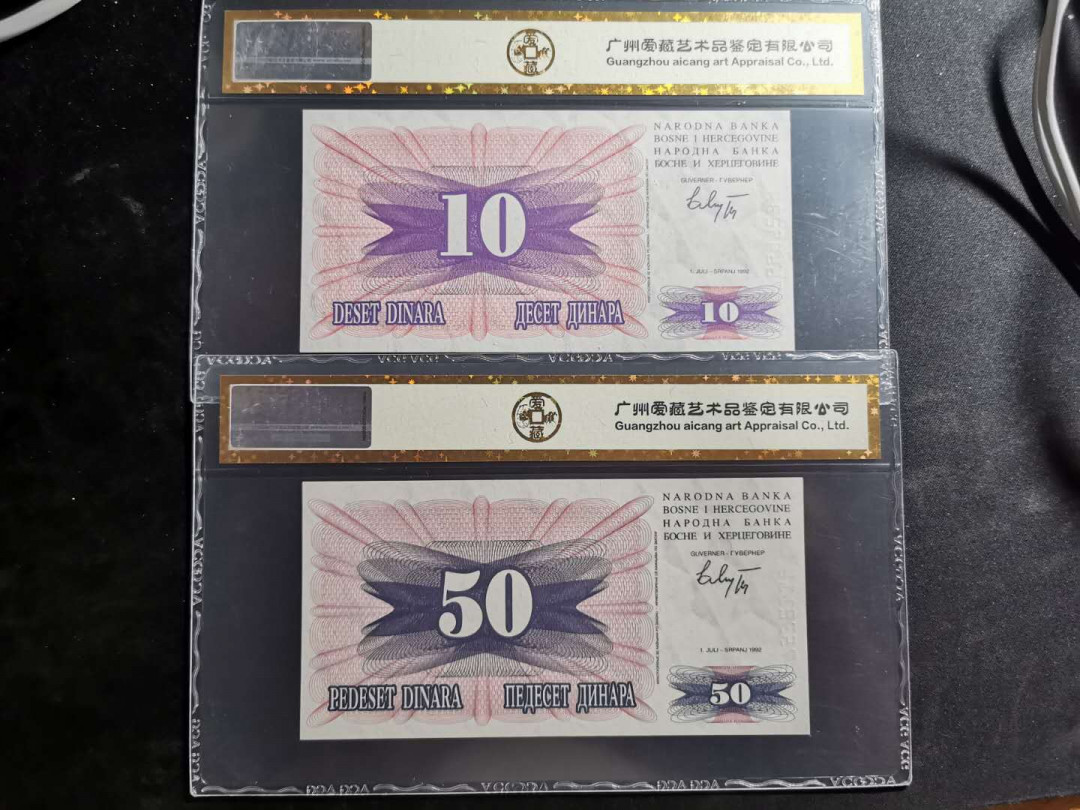 爱藏
广州爱藏艺术品鉴定有限公司
Guangzhou aicang art Appraisal Co., Ltd.
NARODNA BANKA
BOSNE I HERCEGOVINE
НАРОДНА БАНКА
БОСНЕ И ХЕРЦЕГОВИНЕ
GUVERNER - ГУВЕРНЕР
10
1. JULI - SRPANJ 1992
DESET DINARA
ДЕСЕТ ДИНАРА
10
爱藏
广州爱藏艺术品鉴定有限公司
Guangzhou aicang art Appraisal Co., Ltd.
NARODNA BANKA
BOSNE I HERCEGOVINE
НАРОДНА БАНКА
БОСНЕ И ХЕРЦЕГОВИНЕ
GUVERNER - ГУВЕРНЕР
50
1. JULI - SRPANJ 1992
PEDESET DINARA
ПЕДЕСЕТ ДИНАРА
50